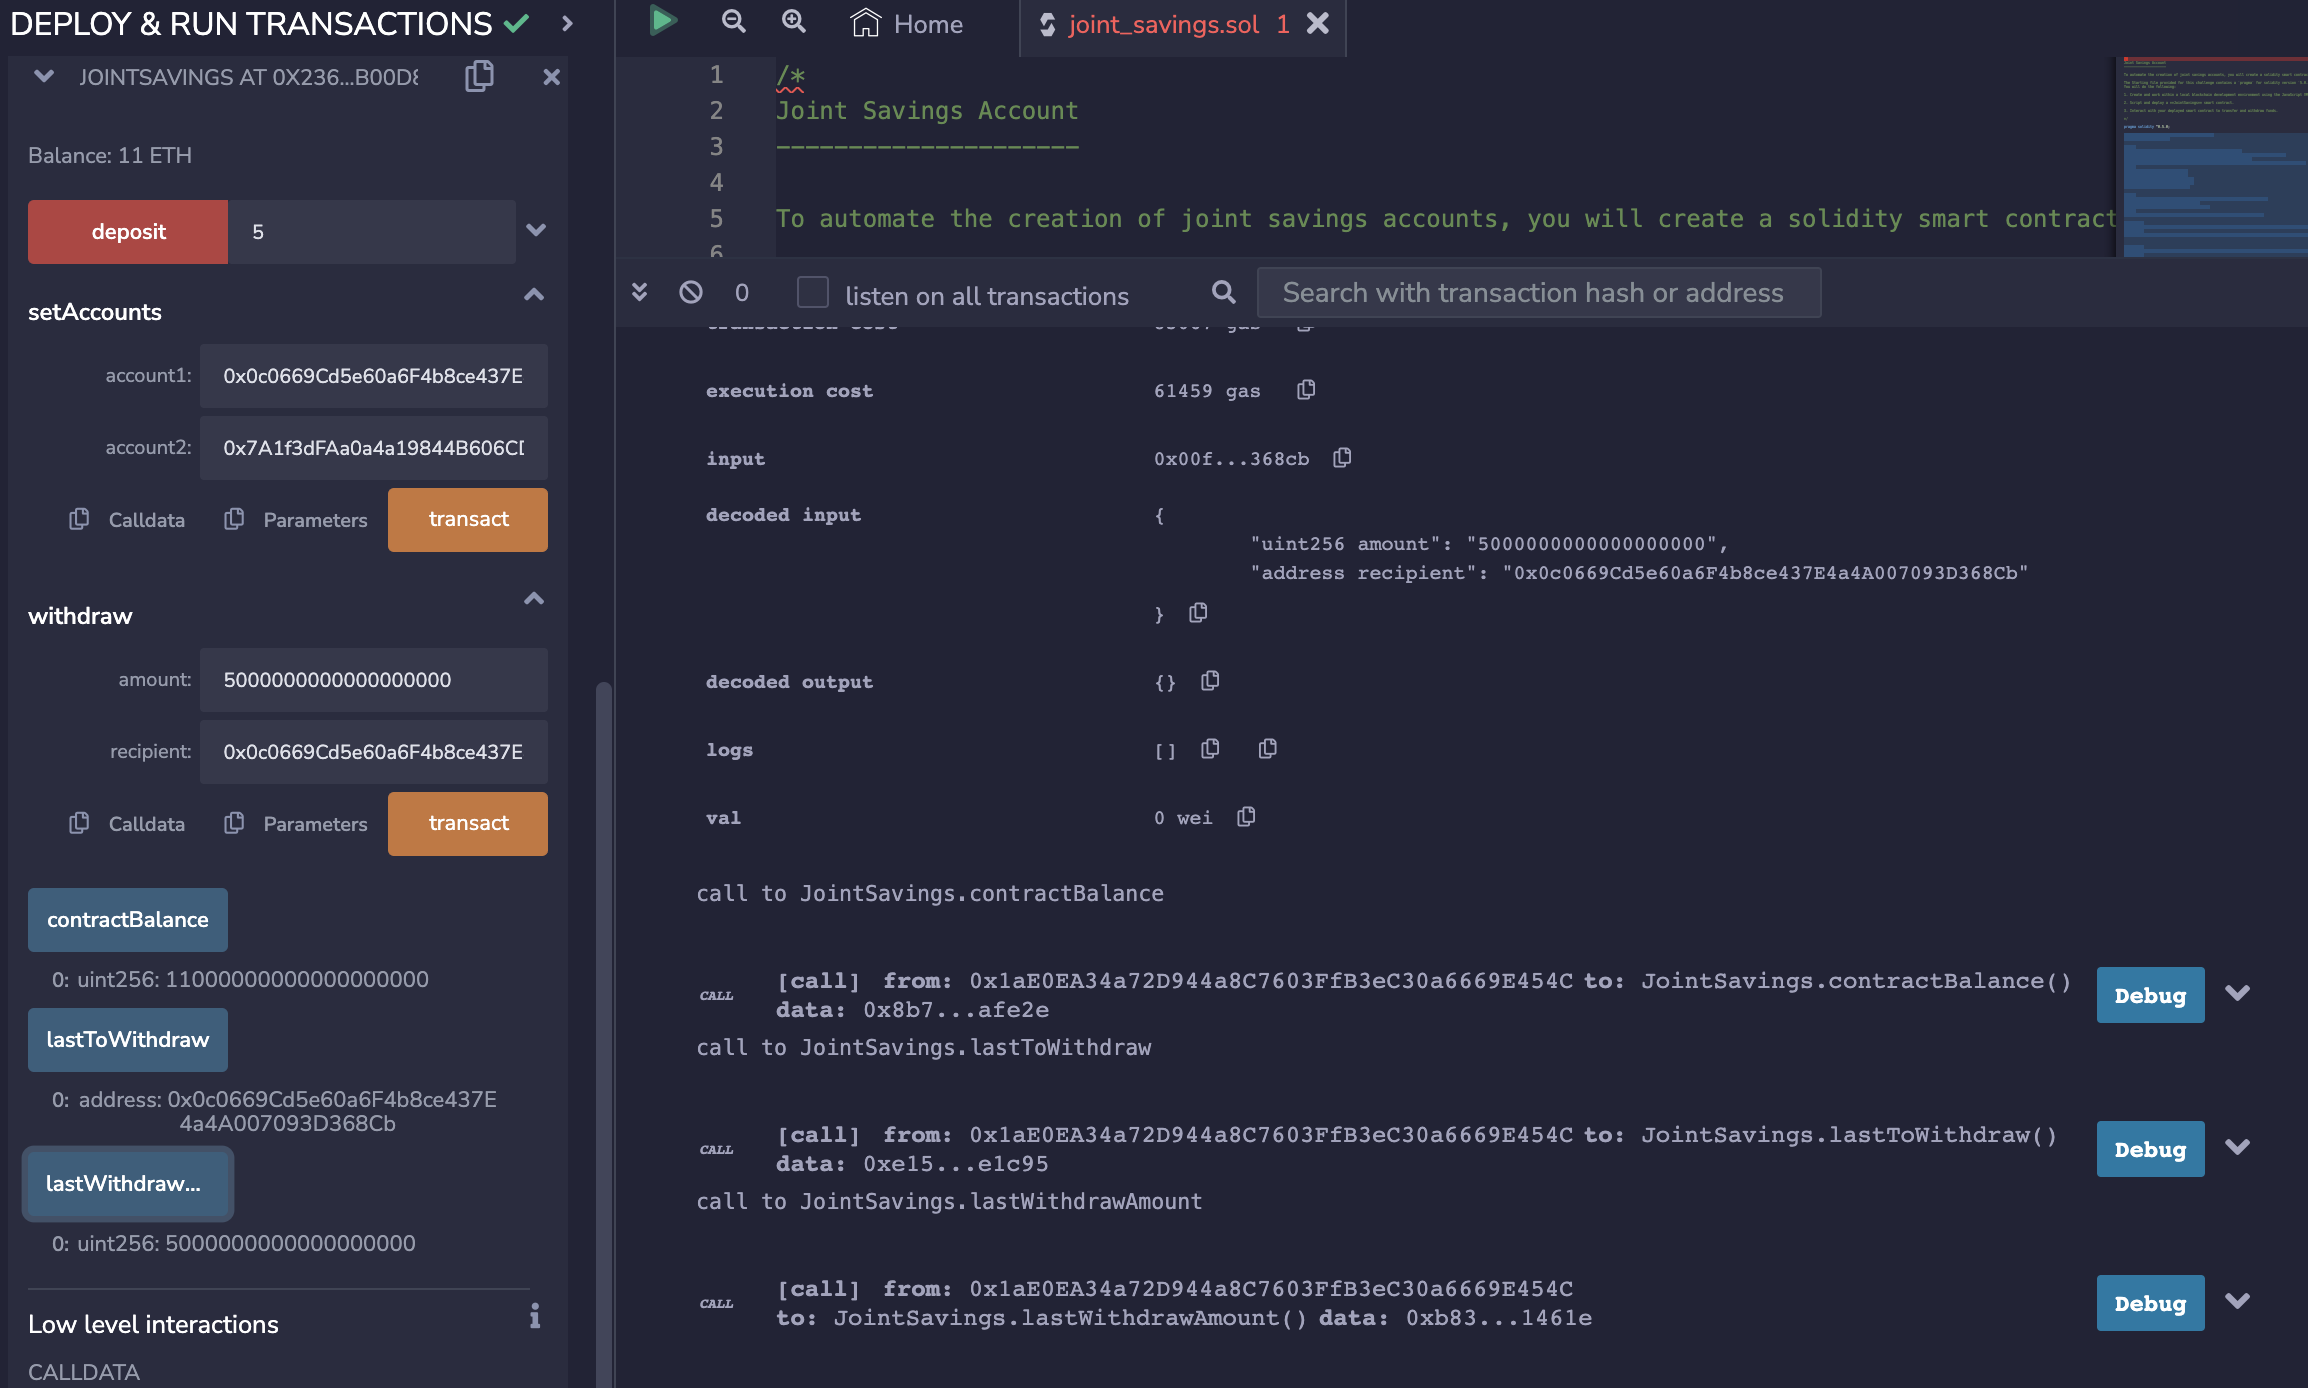 DEPLOY & RUN TRANSACTIONS
JOINTSAVINGS AT 0X236...B00D8
Balance: 11 ETH
deposit 5
setAccounts
account1: 0x0c0669Cd5e60a6F4b8ce437E
account2: 0x7A1f3dFAa0a4a19844B606CD
Calldata Parameters transact
withdraw
amount: 5000000000000000000
recipient: 0x0c0669Cd5e60a6F4b8ce437E
Calldata Parameters transact
contractBalance
0: uint256: 11000000000000000000
lastToWithdraw
0: address: 0x0c0669Cd5e60a6F4b8ce437E
4a4A007093D368Cb
lastWithdraw...
0: uint256: 5000000000000000000
Low level interactions
CALLDATA
Home joint_savings.sol 1
1 /*
2 Joint Savings Account
3 ---------------------
4
5 To automate the creation of joint savings accounts, you will create a solidity smart contract
6
0 listen on all transactions Search with transaction hash or address
transaction cost gas
execution cost 61459 gas
input 0x00f...368cb
decoded input {
"uint256 amount": "5000000000000000000",
"address recipient": "0x0c0669Cd5e60a6F4b8ce437E4a4A007093D368Cb"
}
decoded output {}
logs []
val 0 wei
call to JointSavings.contractBalance
CALL [call] from: 0x1aE0EA34a72D944a8C7603FfB3eC30a6669E454C to: JointSavings.contractBalance() Debug
data: 0x8b7...afe2e
call to JointSavings.lastToWithdraw
CALL [call] from: 0x1aE0EA34a72D944a8C7603FfB3eC30a6669E454C to: JointSavings.lastToWithdraw() Debug
data: 0xe15...e1c95
call to JointSavings.lastWithdrawAmount
CALL [call] from: 0x1aE0EA34a72D944a8C7603FfB3eC30a6669E454C Debug
to: JointSavings.lastWithdrawAmount() data: 0xb83...1461e